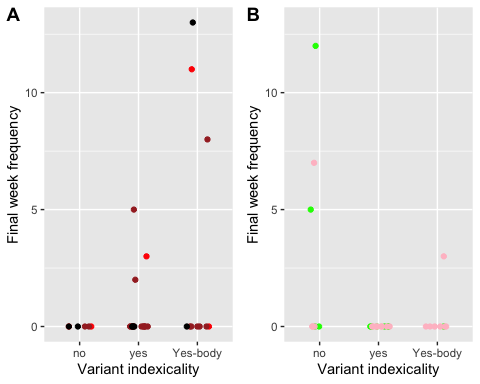 A
B
Final week frequency
10
5
0
no
yes
Yes-body
Variant indexicality
Final week frequency
10
5
0
no
yes
Yes-body
Variant indexicality